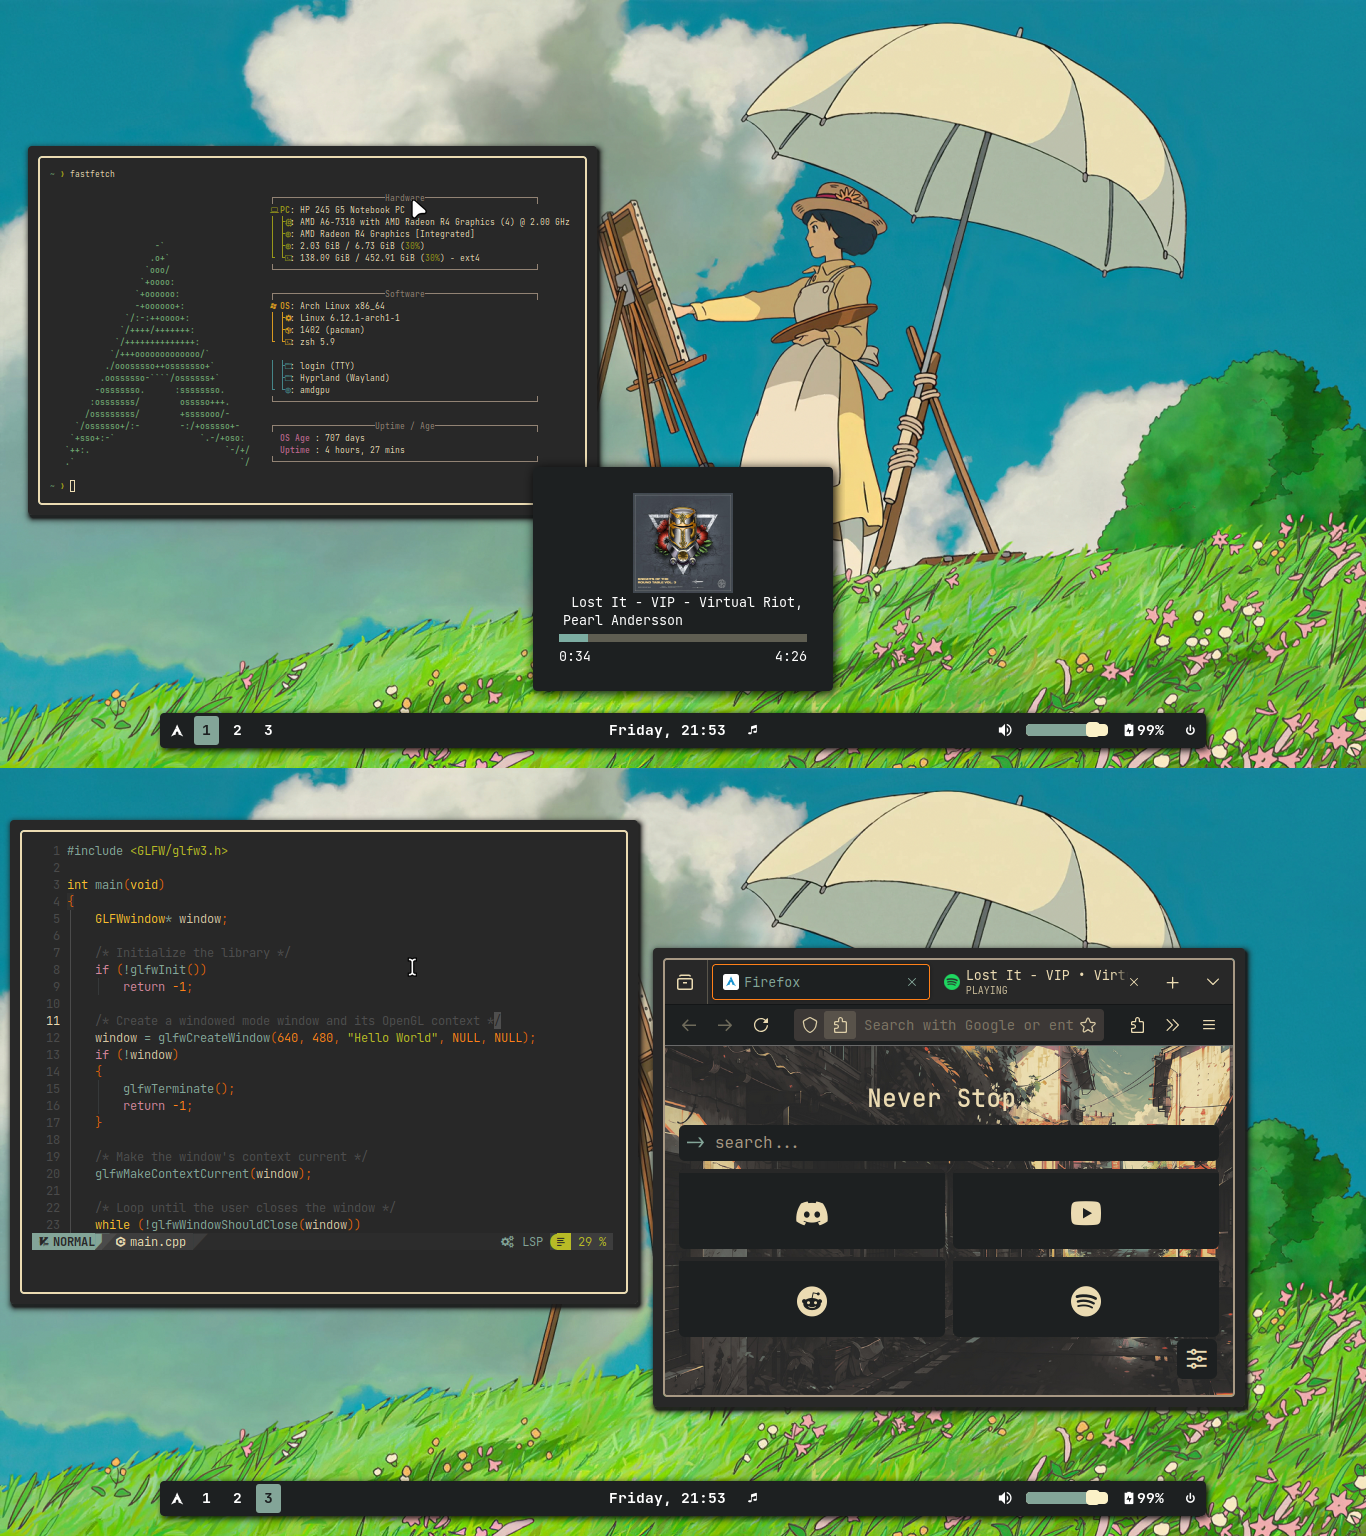 ~ ❯ fastfetch
Hardware
PC: HP 245 G5 Notebook PC
: AMD A6-7310 with AMD Radeon R4 Graphics (4) @ 2.00 GHz
: AMD Radeon R4 Graphics [Integrated]
: 2.03 GiB / 6.73 GiB (30%)
: 138.09 GiB / 452.91 GiB (30%) - ext4
Software
OS: Arch Linux x86_64
: Linux 6.12.1-arch1-1
: 1402 (pacman)
: zsh 5.9
: login (TTY)
: Hyprland (Wayland)
: amdgpu
Uptime / Age
OS Age : 707 days
Uptime : 4 hours, 27 mins
~ ❯
Lost It - VIP - Virtual Riot,
Pearl Andersson
0:34 4:26
1 2 3 Friday, 21:53 99%
1 #include <GLFW/glfw3.h>
2
3 int main(void)
4 {
5 GLFWwindow* window;
6
7 /* Initialize the library */
8 if (!glfwInit())
9 return -1;
10
11 /* Create a windowed mode window and its OpenGL context */
12 window = glfwCreateWindow(640, 480, "Hello World", NULL, NULL);
13 if (!window)
14 {
15 glfwTerminate();
16 return -1;
17 }
18
19 /* Make the window's context current */
20 glfwMakeContextCurrent(window);
21
22 /* Loop until the user closes the window */
23 while (!glfwWindowShouldClose(window))
NORMAL main.cpp LSP 29 %
Firefox
Lost It - VIP • Virt
PLAYING
Search with Google or ent
Never Stop
search...
1 2 3 Friday, 21:53 99%